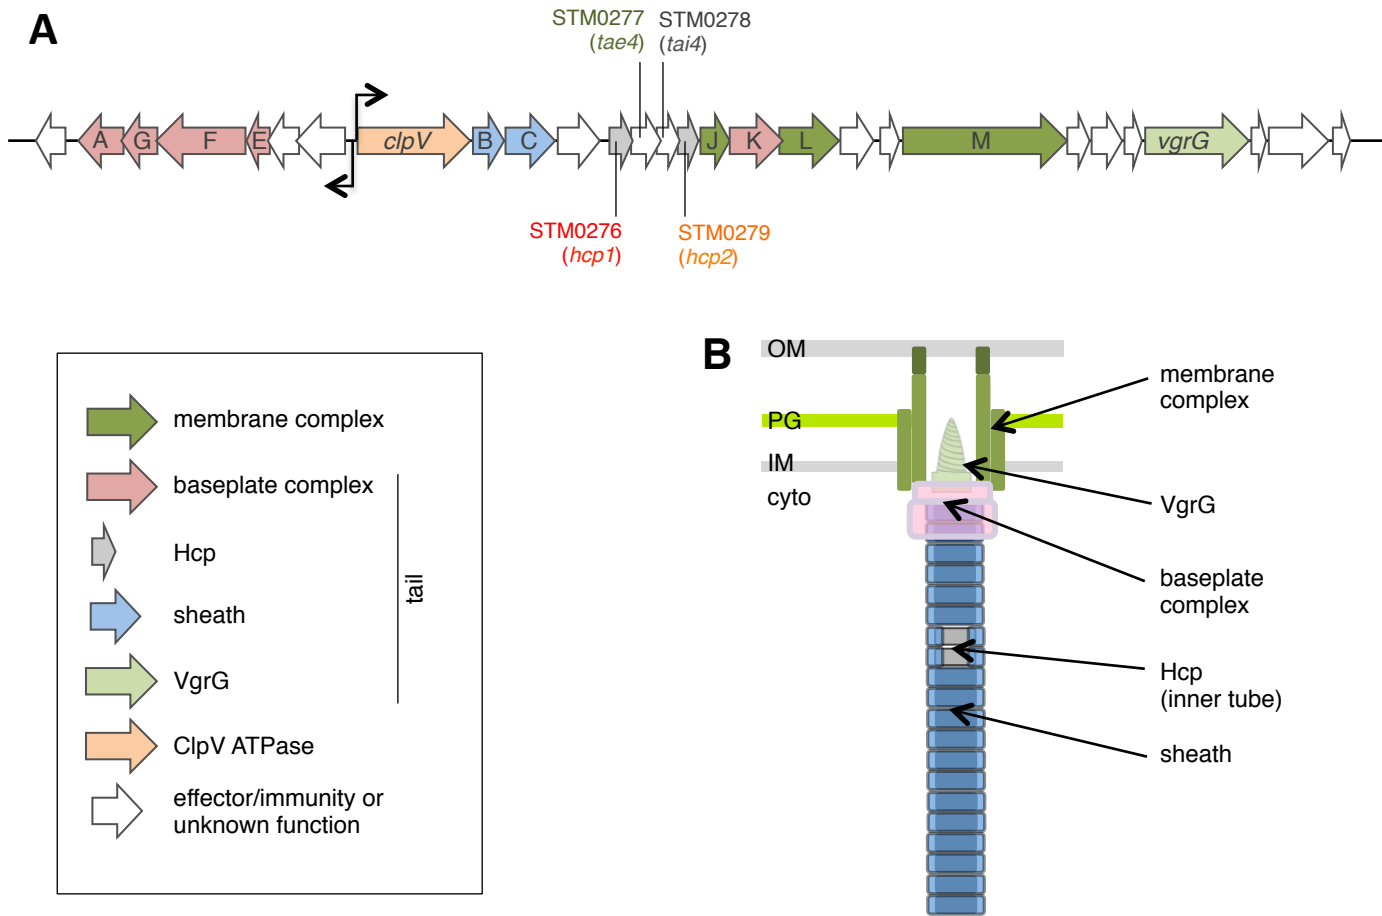 A
STM0277
(tae4)
STM0278
(tai4)
A
G
F
E
clpV
B
C
J
K
L
M
vgrG
STM0276
(hcp1)
STM0279
(hcp2)
membrane complex
baseplate complex
Hcp
sheath
VgrG
tail
ClpV ATPase
effector/immunity or
unknown function
B
OM
PG
IM
cyto
membrane
complex
VgrG
baseplate
complex
Hcp
(inner tube)
sheath